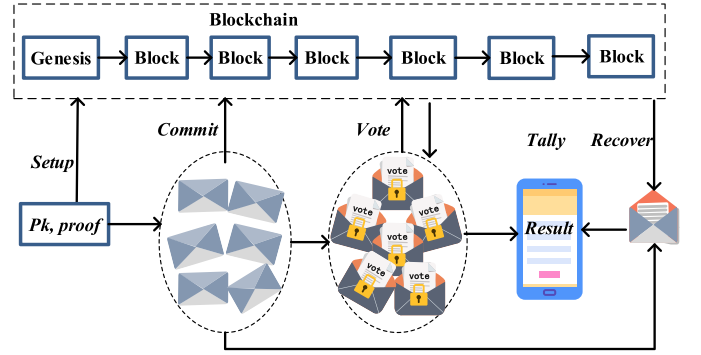 Blockchain
Genesis
Block
Block
Block
Block
Block
Block
Commit
Vote
Tally
Recover
Setup
Pk, proof
vote
vote
vote
vote
vote
vote
Result